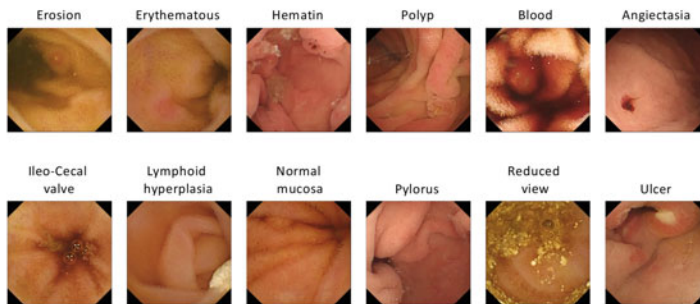 Erosion
Erythematous
Hematin
Polyp
Blood
Angiectasia
Ileo-Cecal
valve
Lymphoid
hyperplasia
Normal
mucosa
Pylorus
Reduced
view
Ulcer